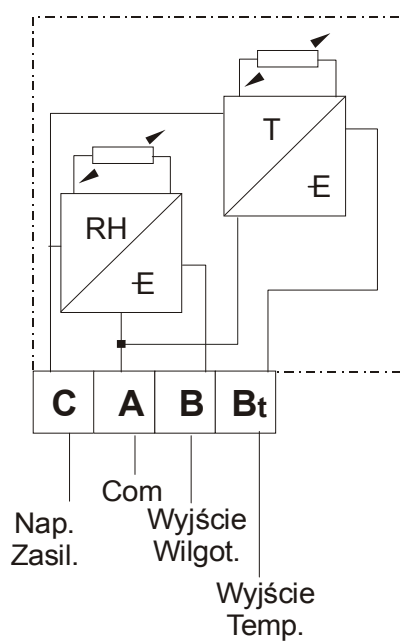 T
E
RH
E
C A B Bt
Com
Nap.
Zasil.
Wyjście
Wilgot.
Wyjście
Temp.